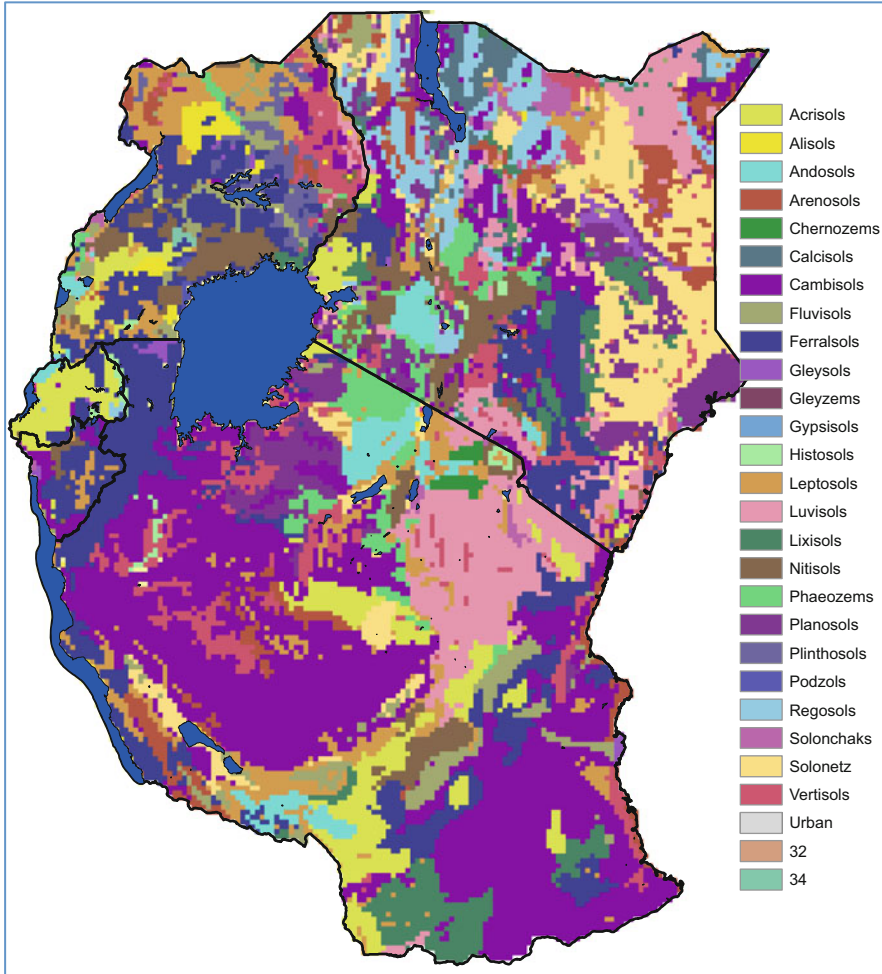 Acrisols
Alisols
Andosols
Arenosols
Chernozems
Calcisols
Cambisols
Fluvisols
Ferralsols
Gleysols
Gleyzems
Gypsisols
Histosols
Leptosols
Luvisols
Lixisols
Nitisols
Phaeozems
Planosols
Plinthosols
Podzols
Regosols
Solonchaks
Solonetz
Vertisols
Urban
32
34